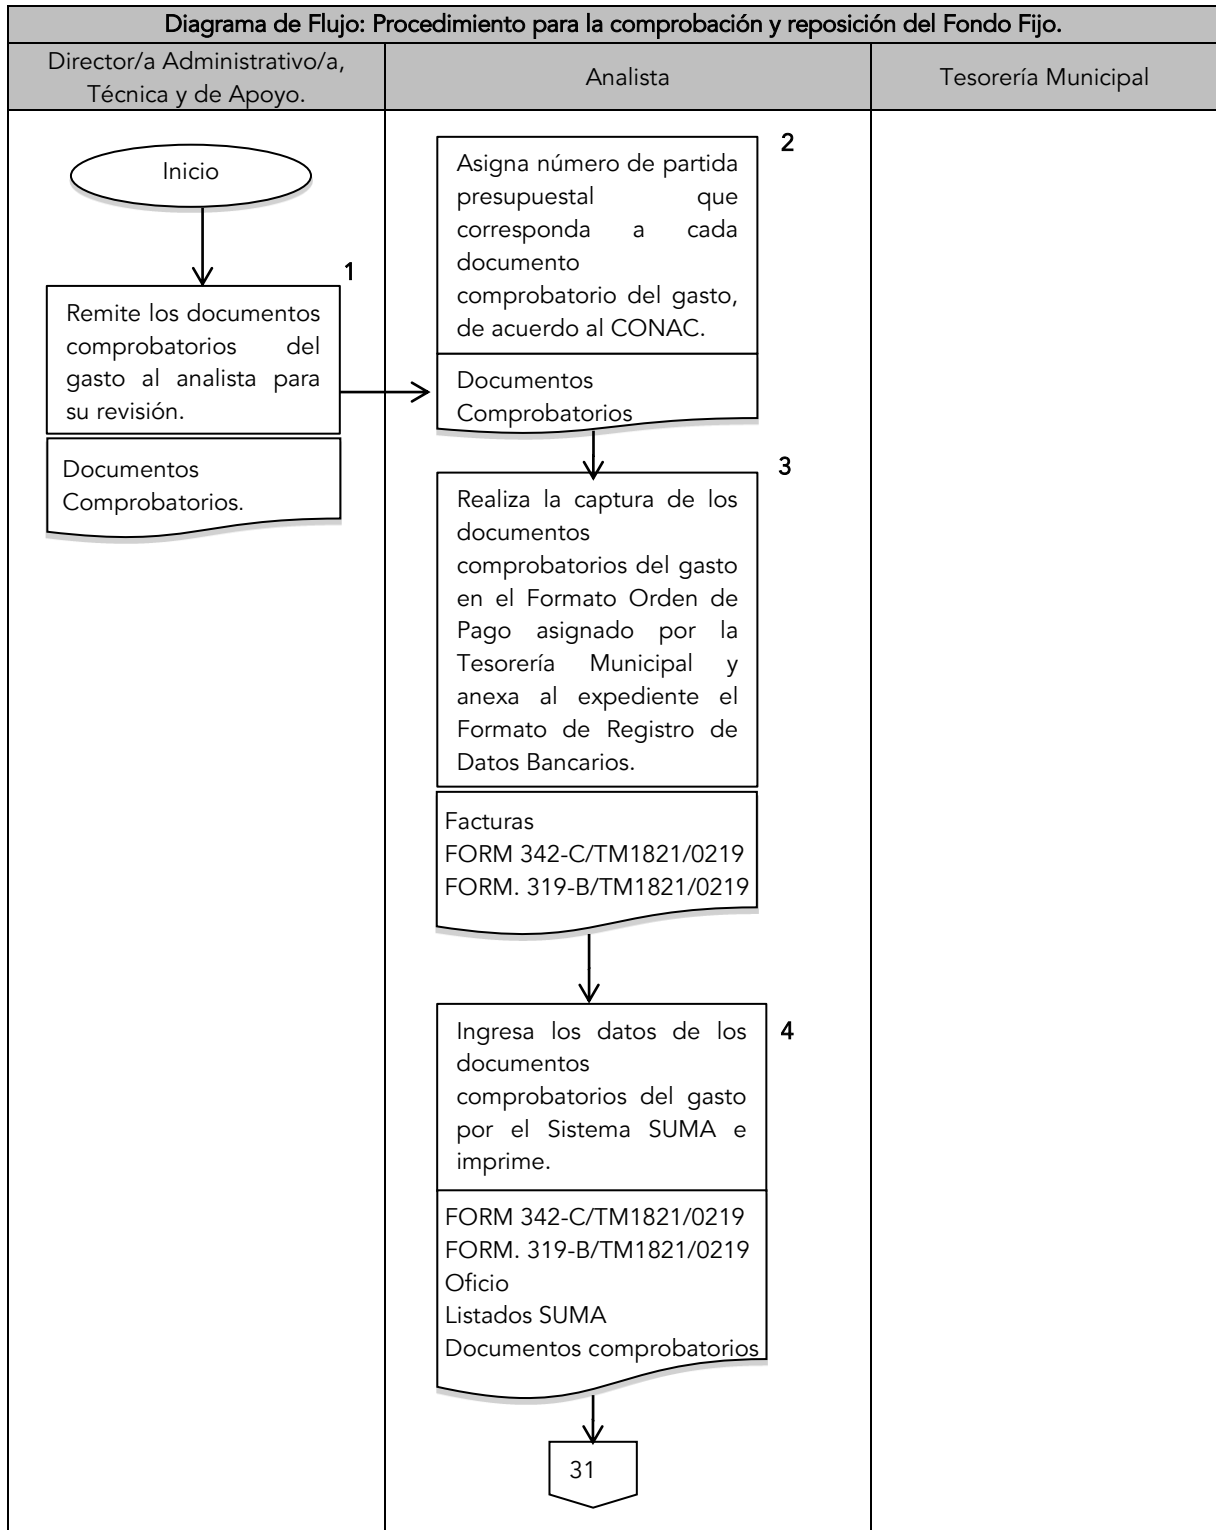 Diagrama de Flujo: Procedimiento para la comprobación y reposición del Fondo Fijo.
Director/a Administrativo/a,
Técnica y de Apoyo.
Analista
Tesorería Municipal
Inicio
1
Remite los documentos
comprobatorios del
gasto al analista para
su revisión.
Documentos
Comprobatorios.
2
Asigna número de partida
presupuestal que
corresponda a cada
documento
comprobatorio del gasto,
de acuerdo al CONAC.
Documentos
Comprobatorios
3
Realiza la captura de los
documentos
comprobatorios del gasto
en el Formato Orden de
Pago asignado por la
Tesorería Municipal y
anexa al expediente el
Formato de Registro de
Datos Bancarios.
Facturas
FORM 342-C/TM1821/0219
FORM. 319-B/TM1821/0219
4
Ingresa los datos de los
documentos
comprobatorios del gasto
por el Sistema SUMA e
imprime.
FORM 342-C/TM1821/0219
FORM. 319-B/TM1821/0219
Oficio
Listados SUMA
Documentos comprobatorios
31